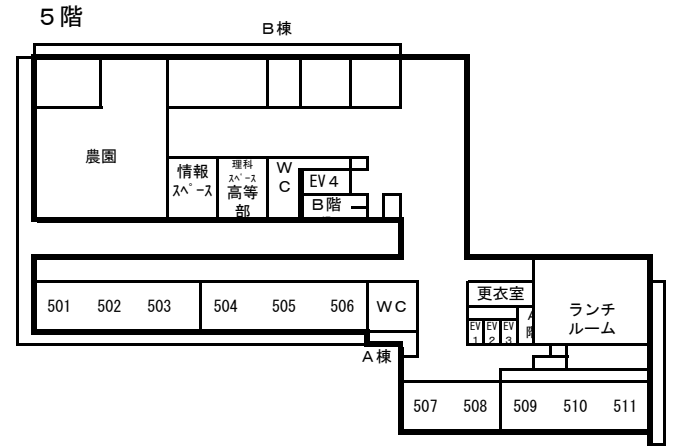 ５階
Ｂ棟
農園
情報
ｽﾍﾟｰｽ
理科
ｽﾍﾟｰｽ
高等
部
Ｗ
Ｃ
EV４
Ｂ階
501 502 503 504 505 506 ＷＣ
更衣室
ランチ
ルーム
EV EV EV
1 2 3
Ａ棟
507 508 509 510 511